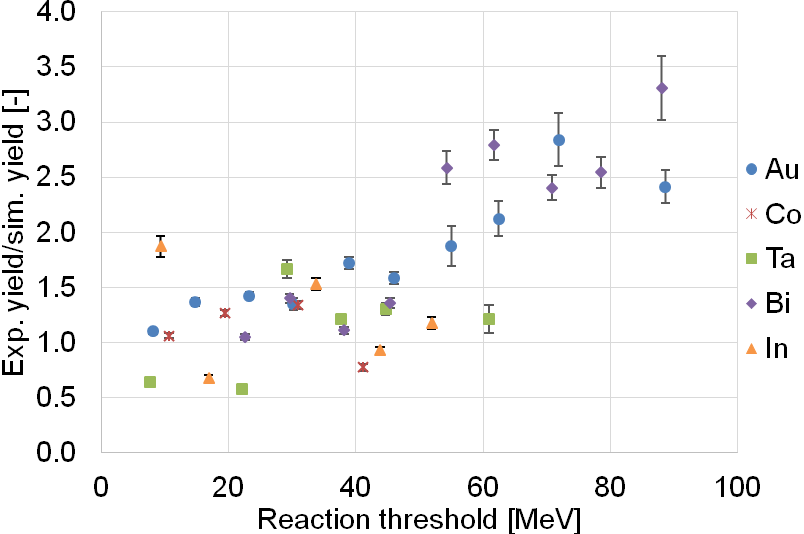 4.0
3.5
3.0
2.5
2.0
1.5
1.0
0.5
0.0
Exp. yield/sim. yield [-]
0 20 40 60 80 100
Reaction threshold [MeV]
Au
Co
Ta
Bi
In